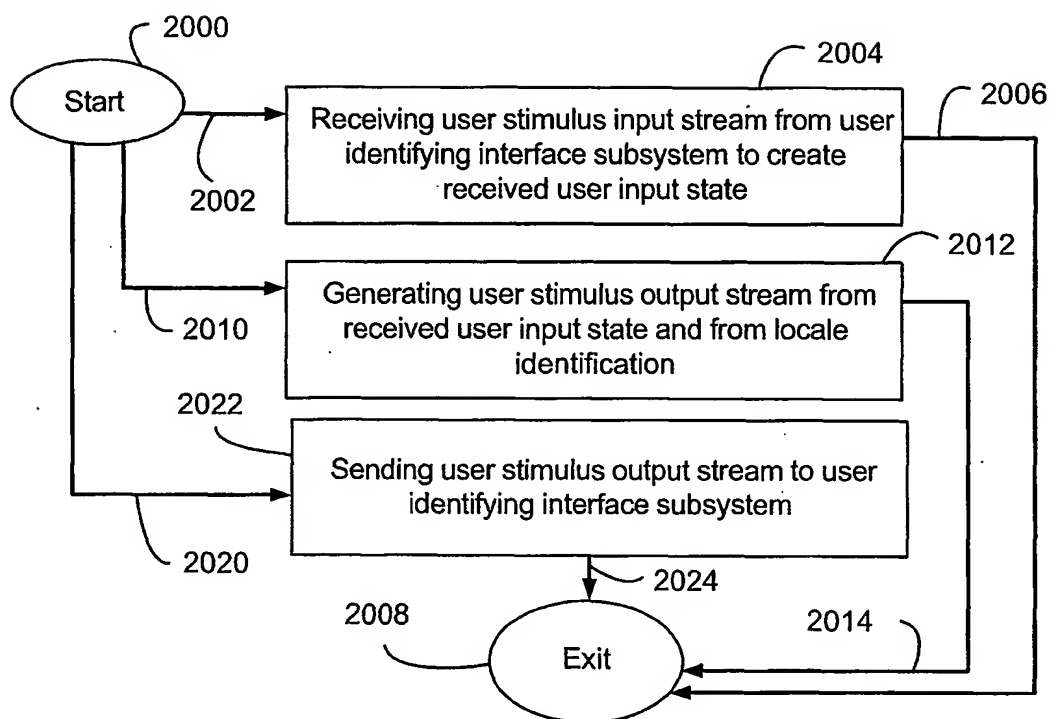 2000
Start
2002
2004
Receiving user stimulus input stream from user
identifying interface subsystem to create
received user input state
2006
2010
2012
Generating user stimulus output stream from
received user input state and from locale
identification
2022
Sending user stimulus output stream to user
identifying interface subsystem
2020
2024
2008
Exit
2014